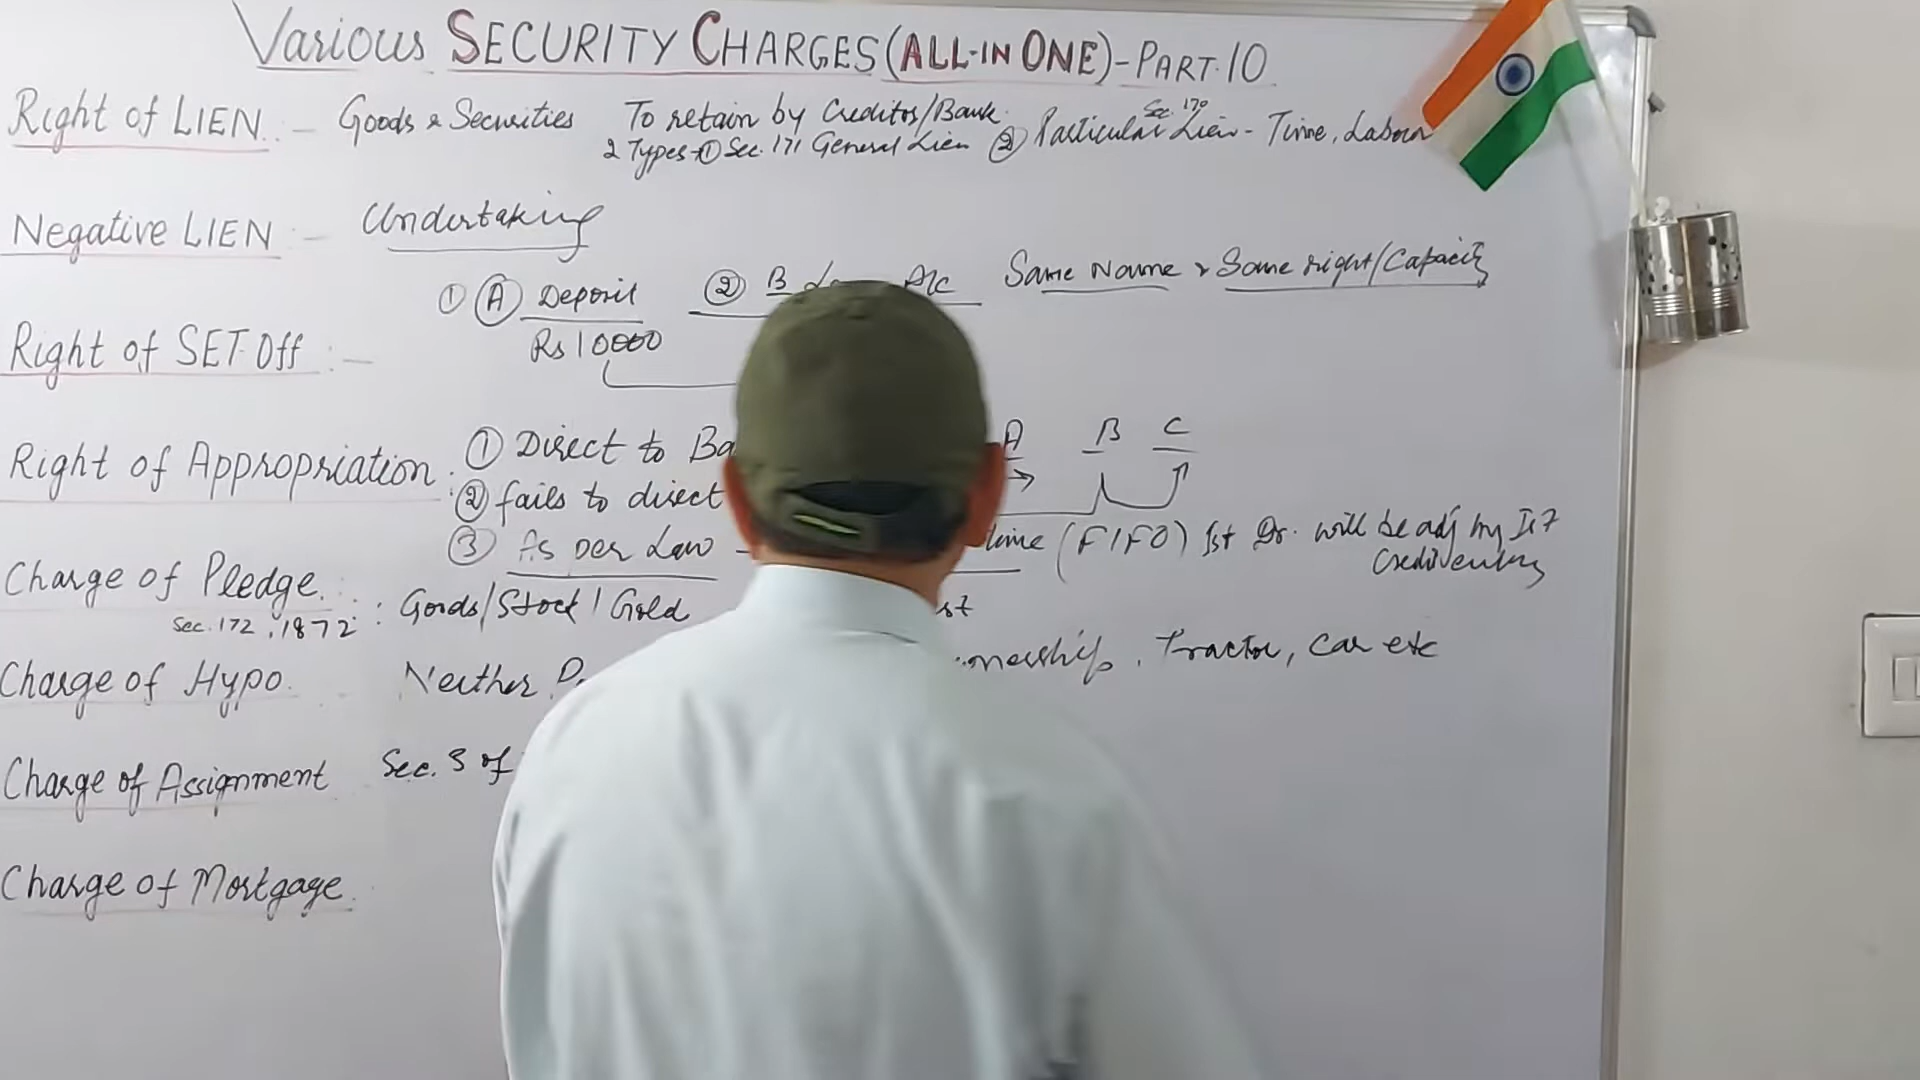 Various SECURITY CHARGES (ALL-IN ONE) - PART-10
Right of LIEN :- Goods & Securities To retain by Creditor/Bank.
2 Types → ① Sec. 171 General Lien ② Particular Lien - Time, Labour
Sec. 170
Negative LIEN :- Undertaking
① Ⓐ Deposit ② B A/c Same Name & Same right/Capacity
Rs 10000
Right of SET Off :-
Right of Appropriation : ① Direct to A B C
② fails to direct
③ As per Law - time (FIFO) 1st Dr. will be adj by 1st
Credit entry
Charge of Pledge : Goods/Stock/Gold
Sec. 172, 1872
Charge of Hypo. Neither Tractor, Car etc
Charge of Assignment Sec. 3 of
Charge of Mortgage.